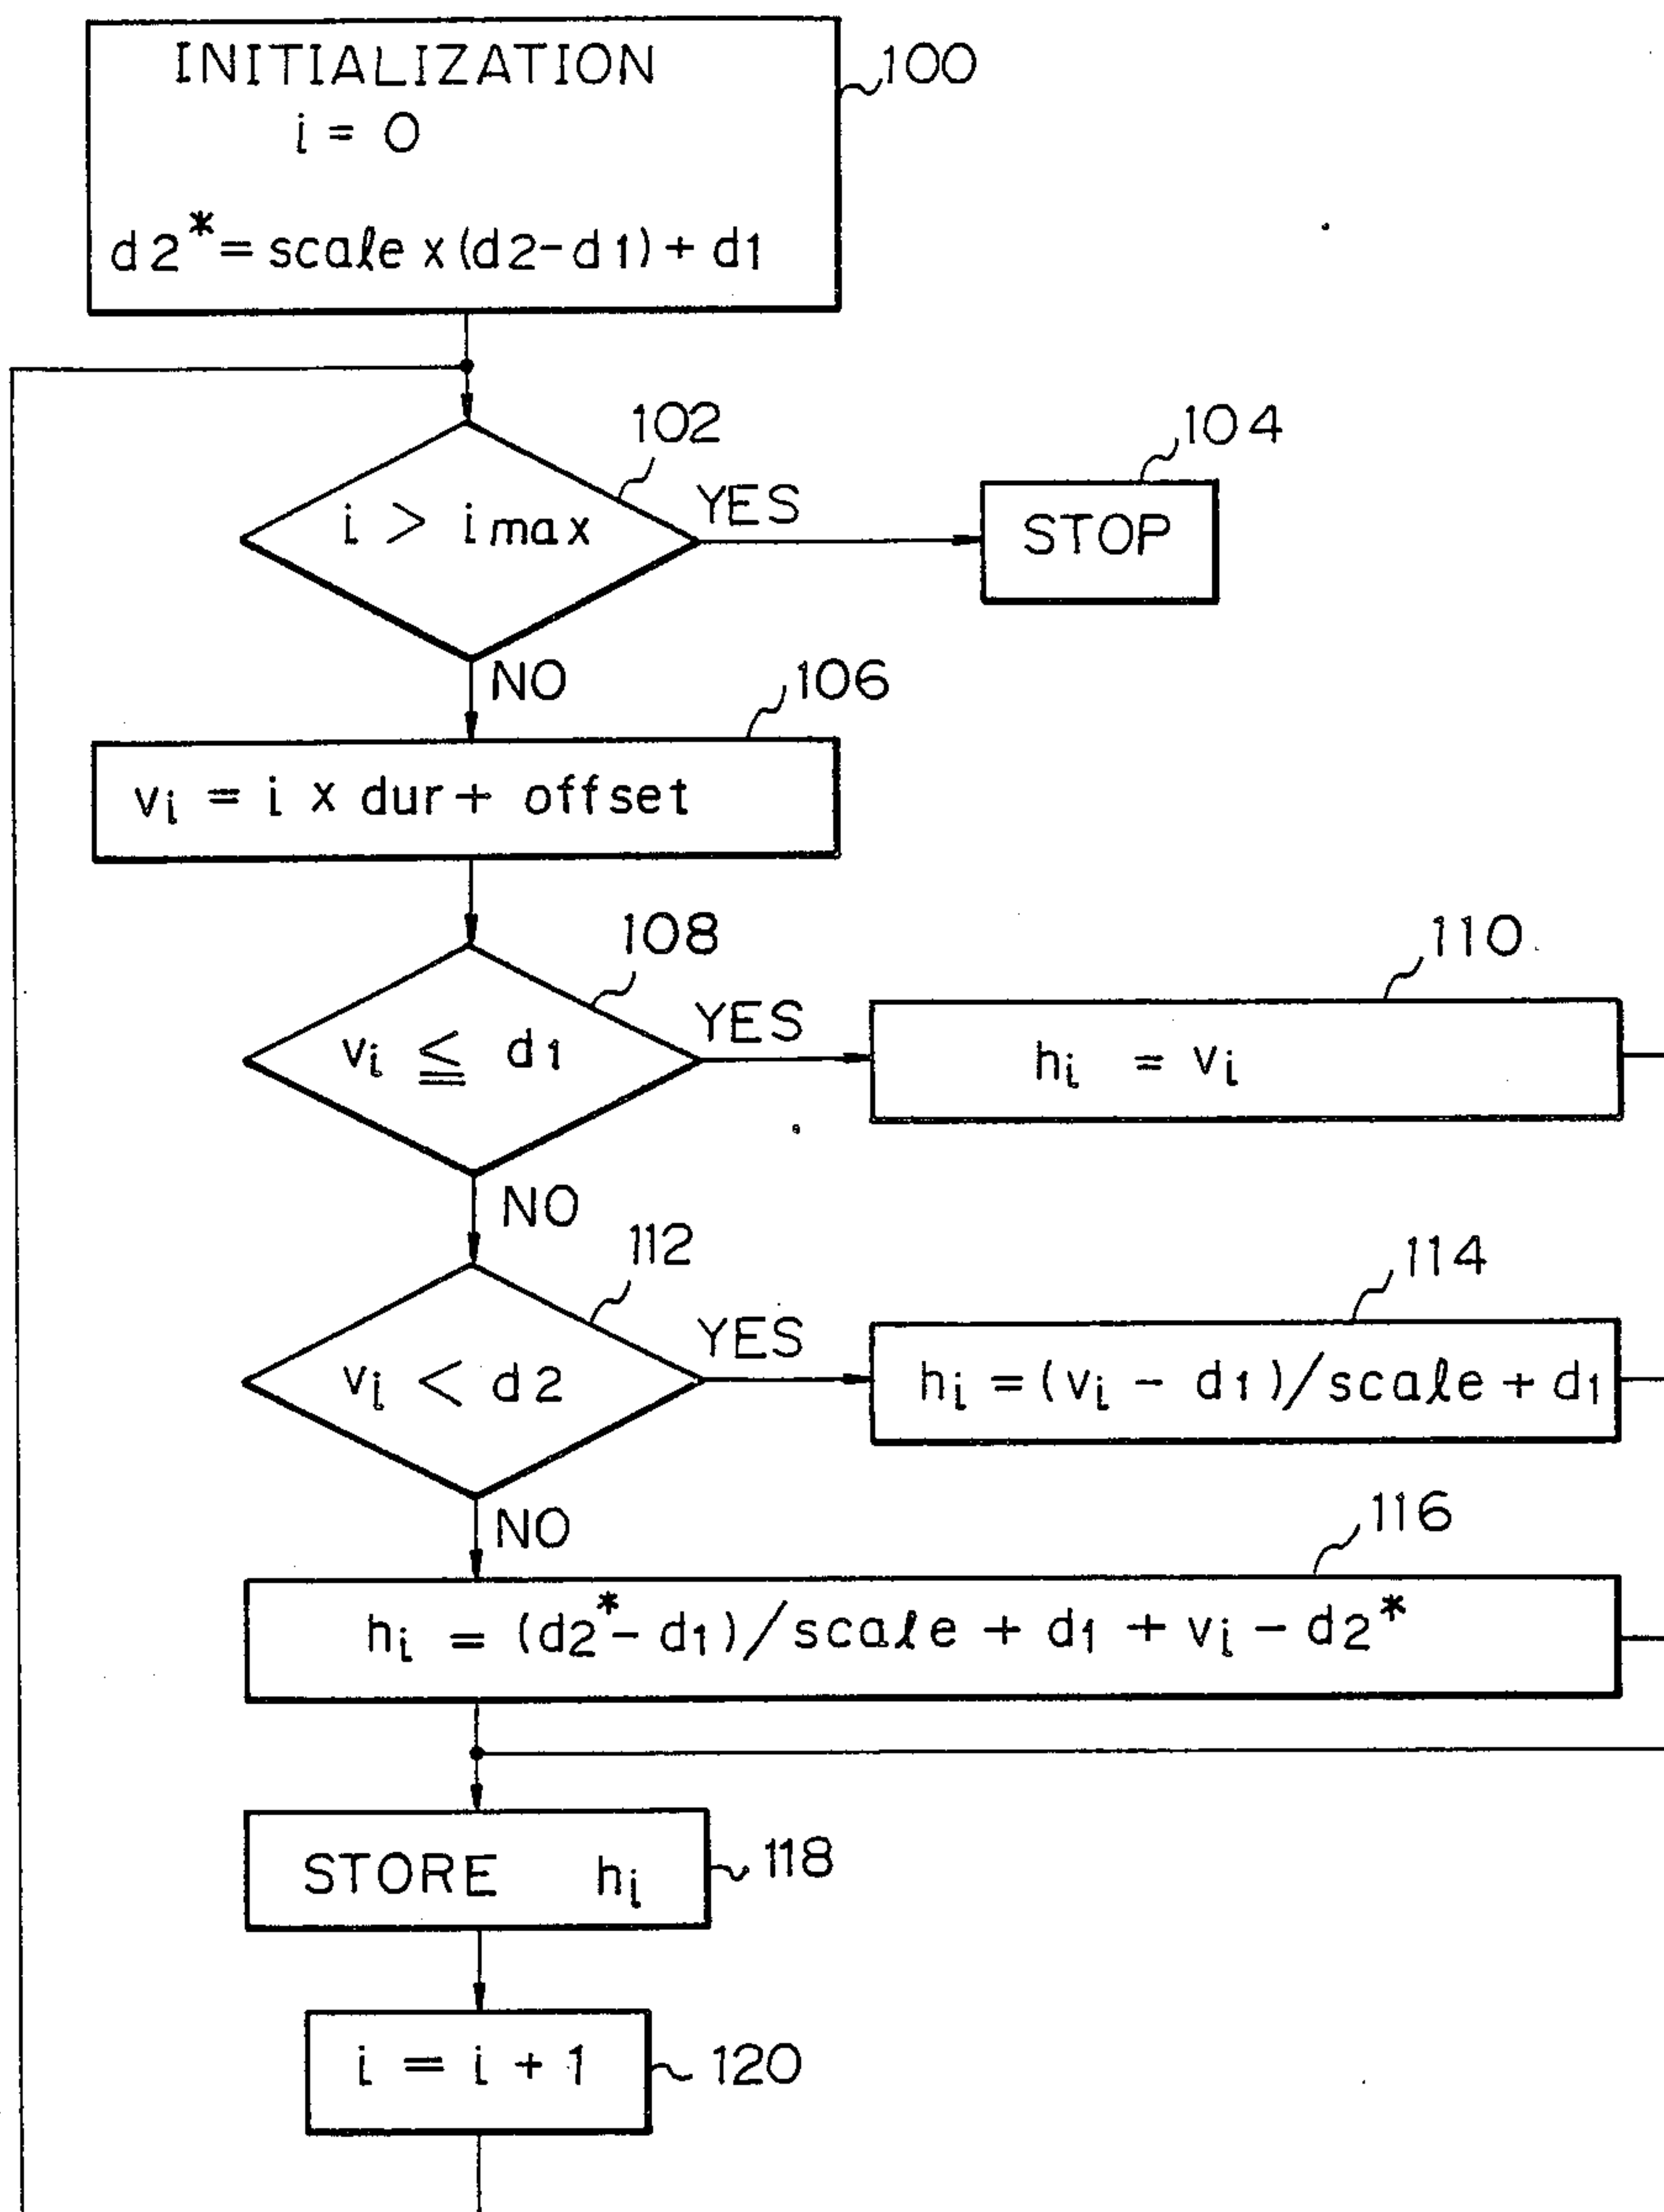 INITIALIZATION
i = 0
d2* = scale x (d2-d1) + d1
100
102
i > i max
YES
104
STOP
NO
106
vi = i x dur + offset
108
vi ≦ d1
YES
110
hi = vi
NO
112
vi < d2
YES
114
hi = (vi - d1)/scale + d1
NO
116
hi = (d2* - d1)/scale + d1 + vi - d2*
STORE hi
118
i = i + 1
120